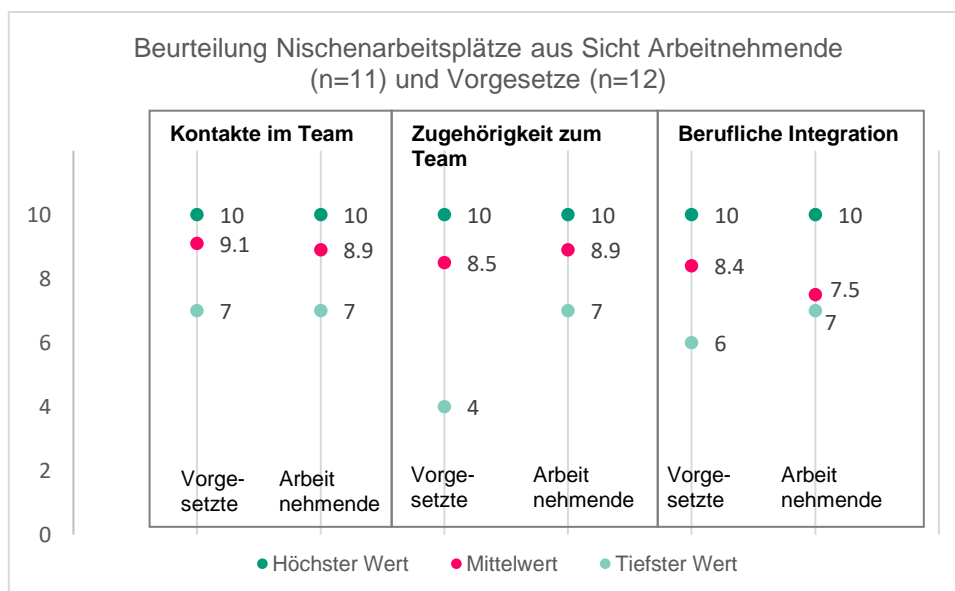 Beurteilung Nischenarbeitsplätze aus Sicht Arbeitnehmende
(n=11) und Vorgesetze (n=12)
Kontakte im Team
Zugehörigkeit zum
Team
Berufliche Integration
10
8
6
4
2
0
10
9.1
7
10
8.9
7
10
8.5
4
10
8.9
7
10
8.4
6
10
7.5
7
Vorge-
setzte
Arbeit
nehmende
Vorge-
setzte
Arbeit
nehmende
Vorge-
setzte
Arbeit
nehmende
Höchster Wert
Mittelwert
Tiefster Wert